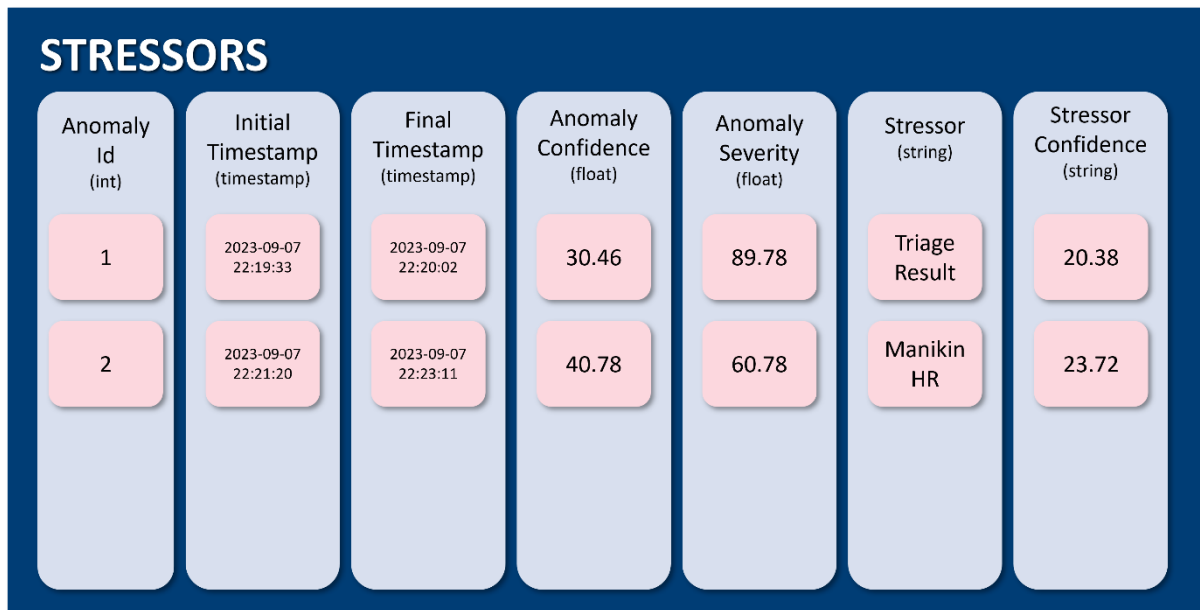 STRESSORS
Anomaly
Id
(int)
Initial
Timestamp
(timestamp)
Final
Timestamp
(timestamp)
Anomaly
Confidence
(float)
Anomaly
Severity
(float)
Stressor
(string)
Stressor
Confidence
(string)
1
2023-09-07
22:19:33
2023-09-07
22:20:02
30.46
89.78
Triage
Result
20.38
2
2023-09-07
22:21:20
2023-09-07
22:23:11
40.78
60.78
Manikin
HR
23.72